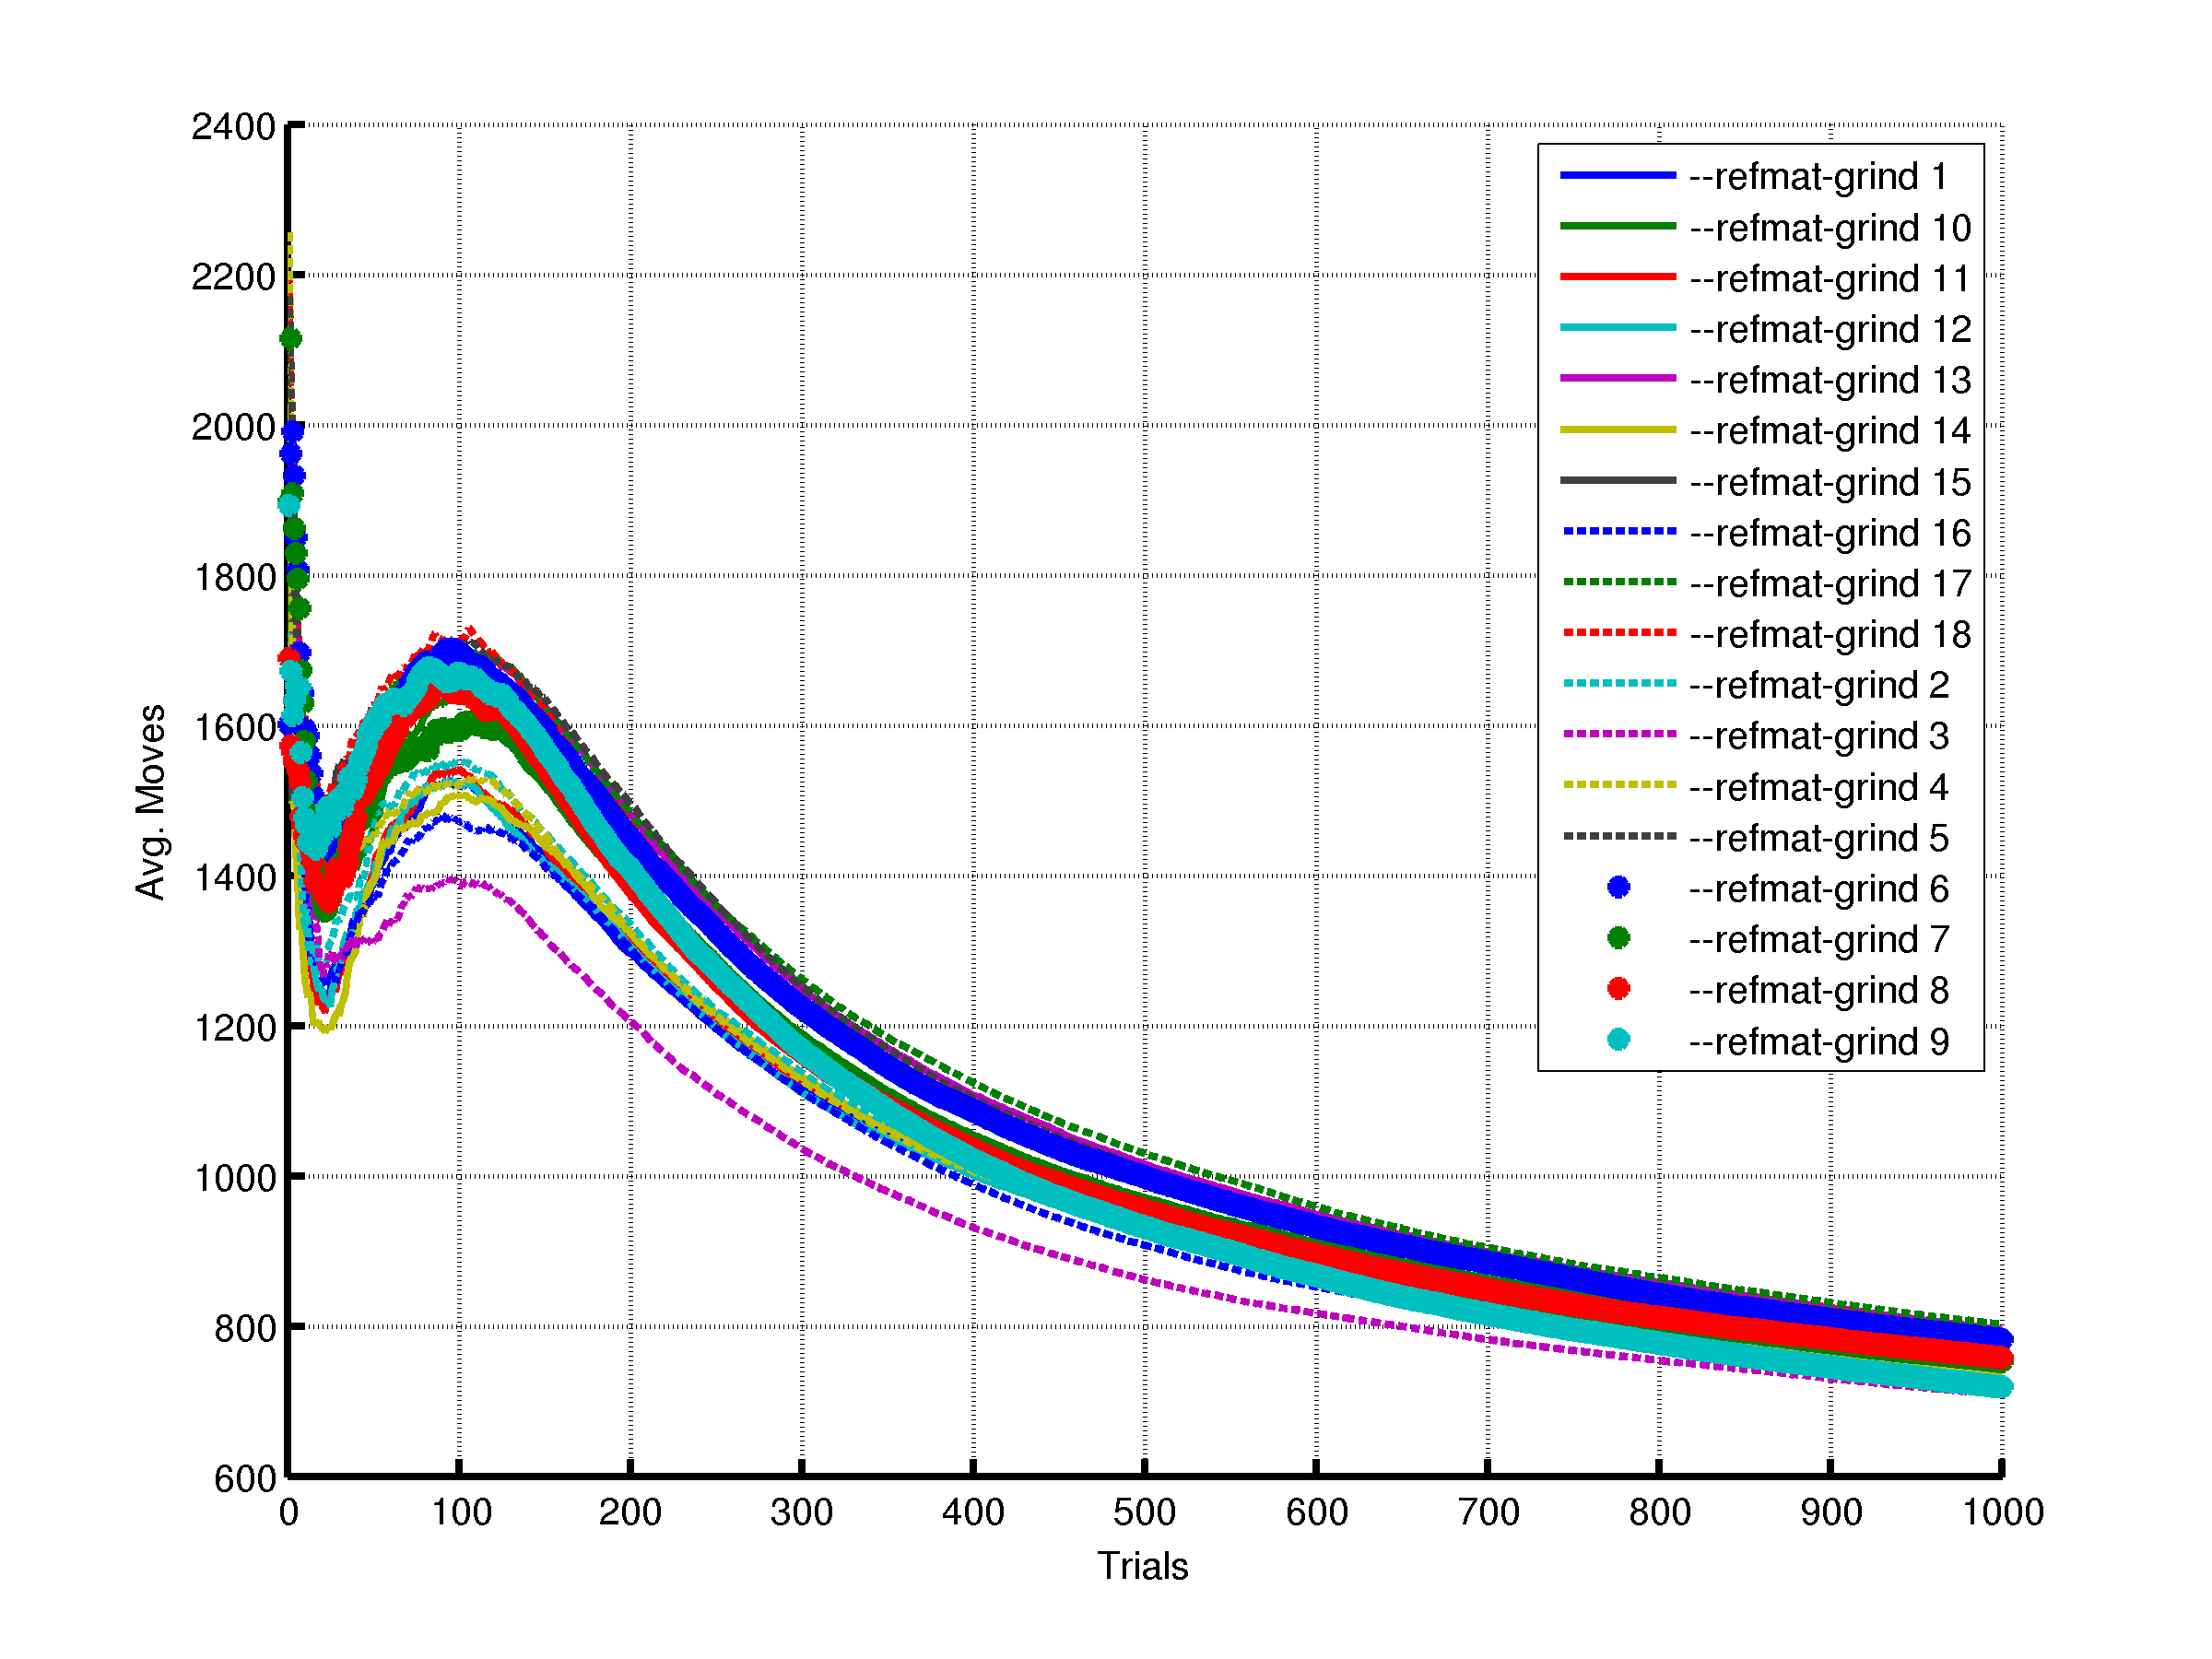 2400
2200
2000
1800
1600
1400
1200
1000
800
600
0 100 200 300 400 500 600 700 800 900 1000
Avg. Moves
Trials
--refmat-grind 1
--refmat-grind 10
--refmat-grind 11
--refmat-grind 12
--refmat-grind 13
--refmat-grind 14
--refmat-grind 15
--refmat-grind 16
--refmat-grind 17
--refmat-grind 18
--refmat-grind 2
--refmat-grind 3
--refmat-grind 4
--refmat-grind 5
--refmat-grind 6
--refmat-grind 7
--refmat-grind 8
--refmat-grind 9